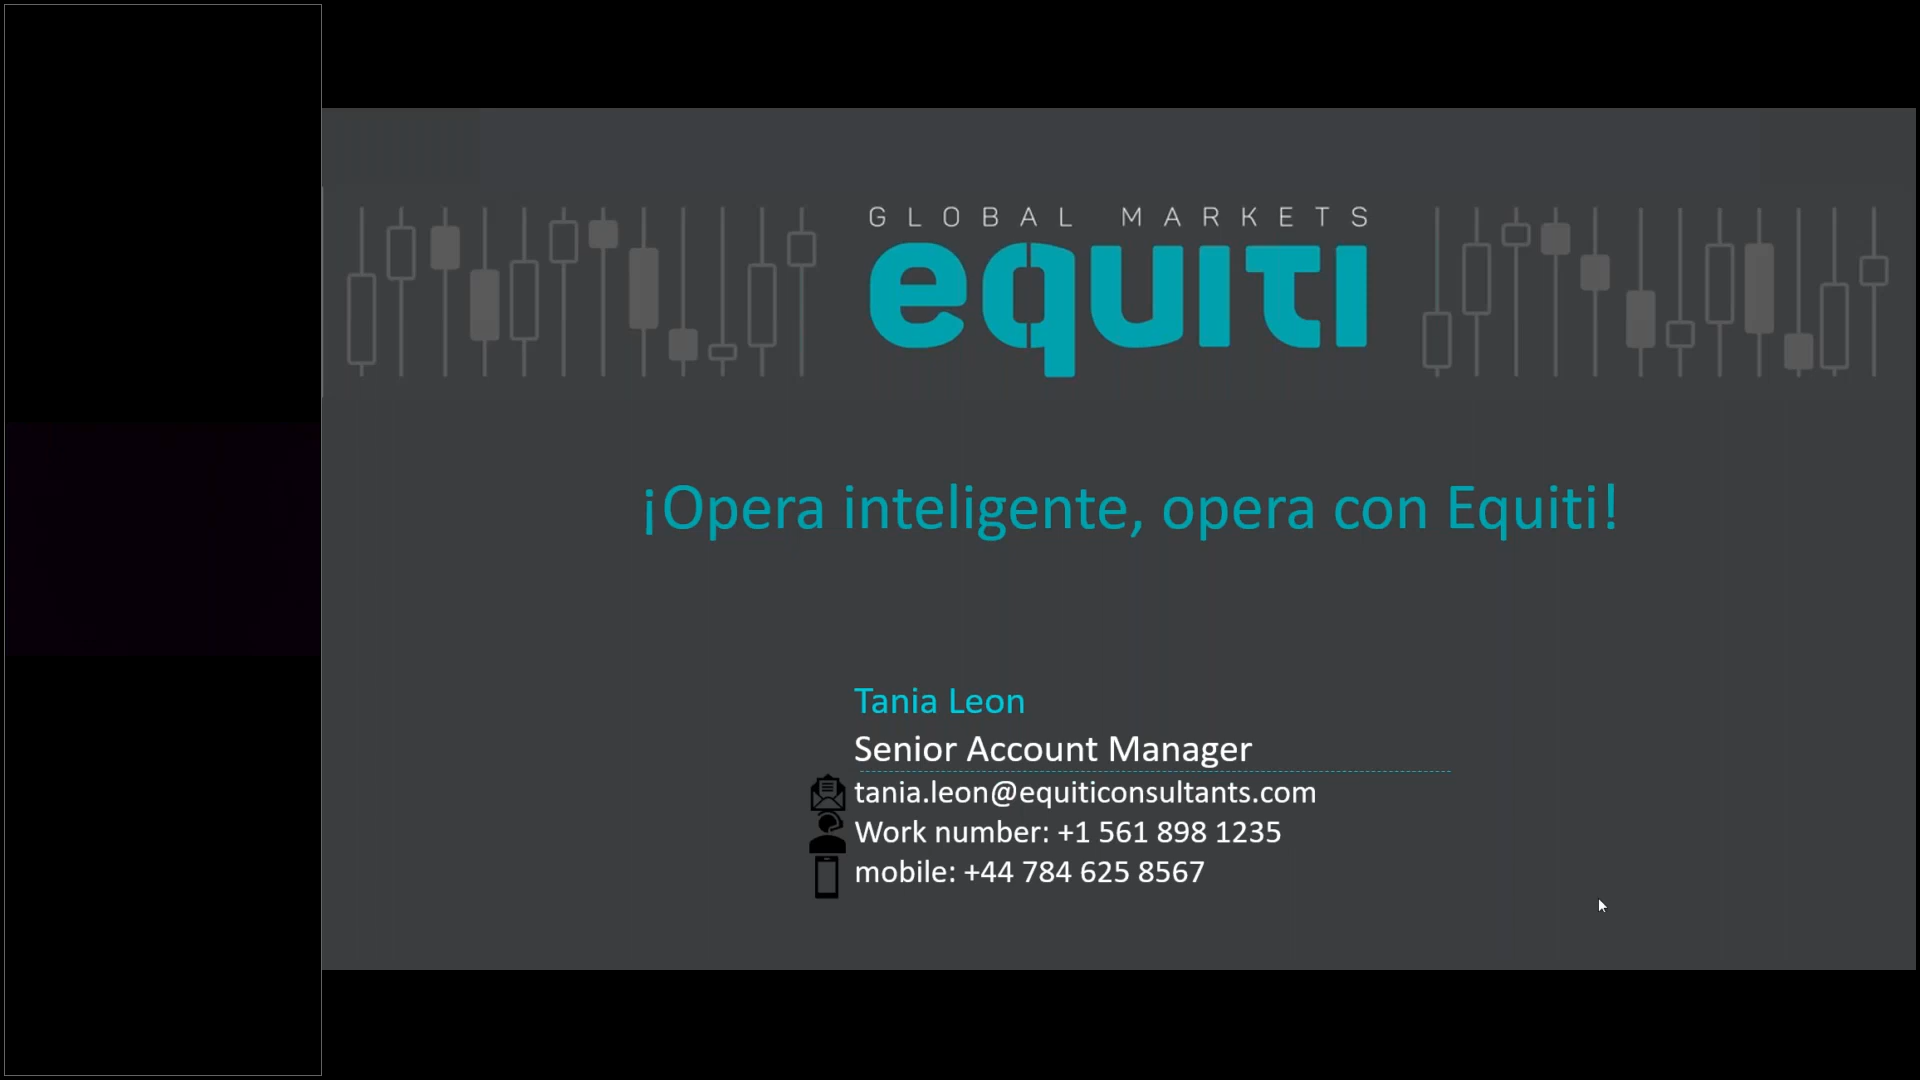 GLOBAL MARKETS
equiti
¡Opera inteligente, opera con Equiti!
Tania Leon
Senior Account Manager
tania.leon@equiticonsultants.com
Work number: +1 561 898 1235
mobile: +44 784 625 8567